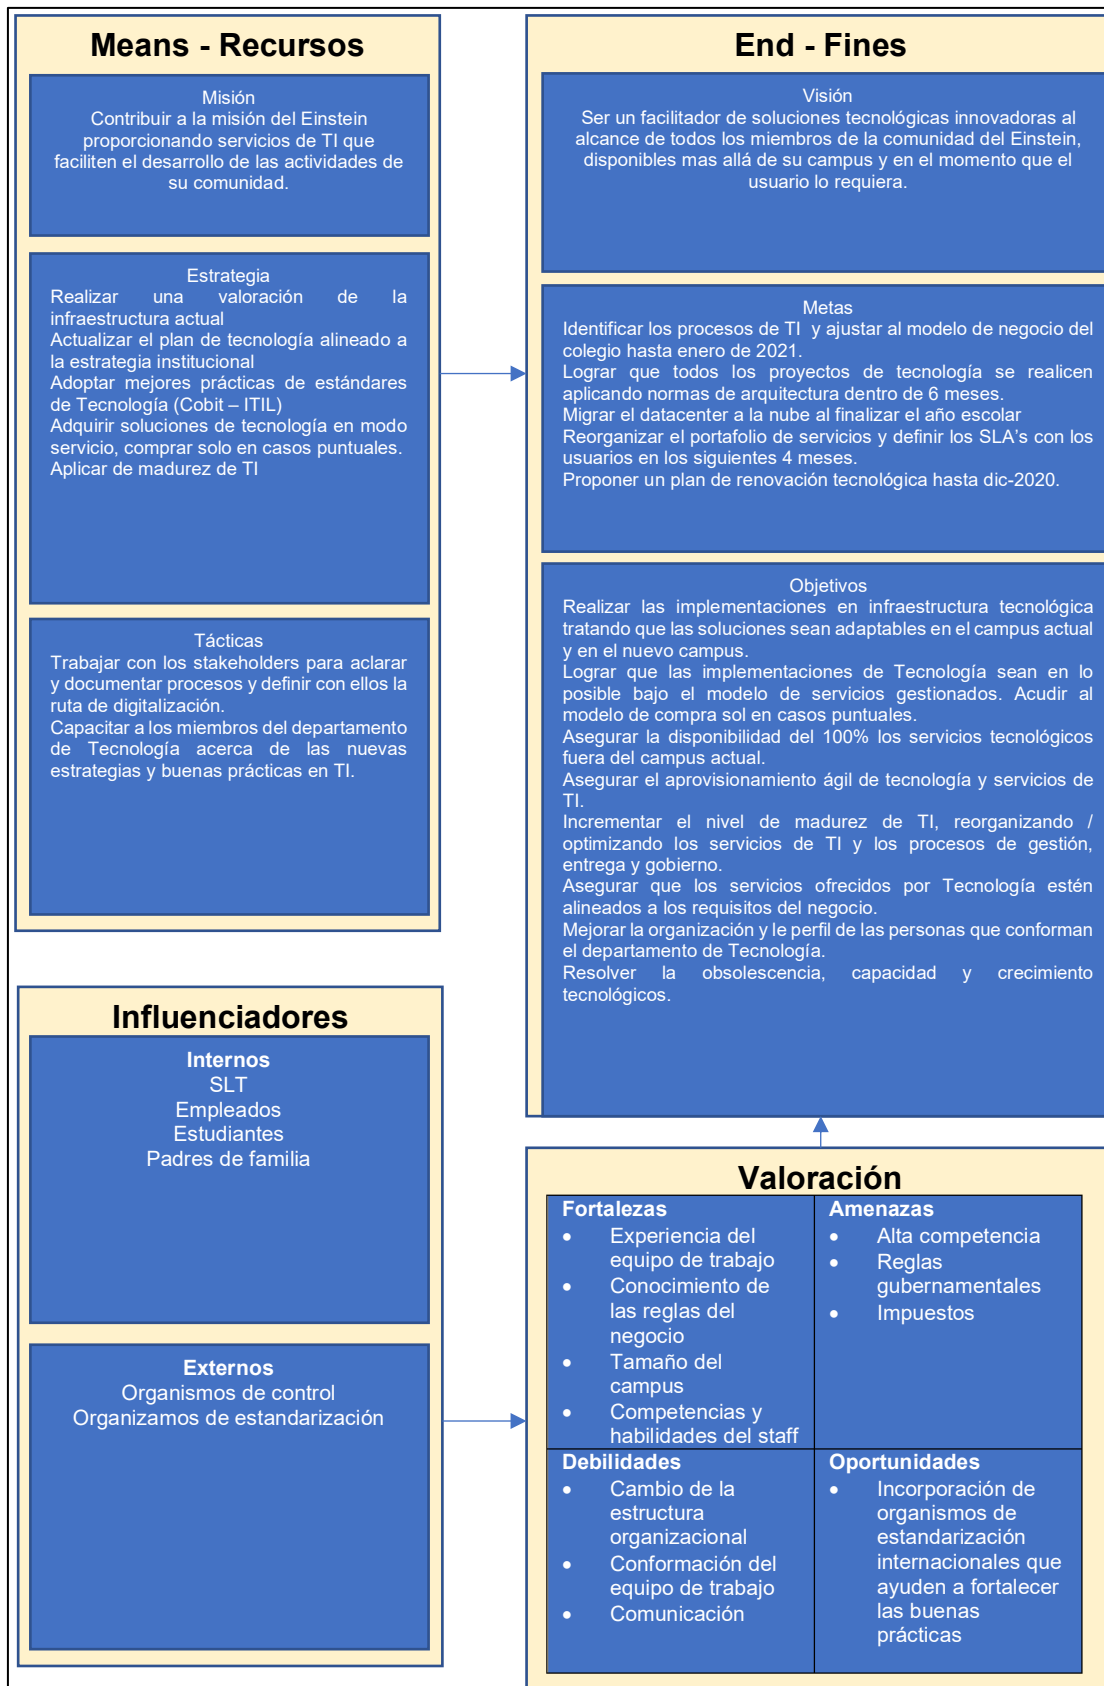 Means - Recursos
Misión
Contribuir a la misión del Einstein
proporcionando servicios de TI que
faciliten el desarrollo de las actividades de
su comunidad.
Estrategia
Realizar una valoración de la
infraestructura actual
Actualizar el plan de tecnología alineado a
la estrategia institucional
Adoptar mejores prácticas de estándares
de Tecnología (Cobit – ITIL)
Adquirir soluciones de tecnología en modo
servicio, comprar solo en casos puntuales.
Aplicar de madurez de TI
Tácticas
Trabajar con los stakeholders para aclarar
y documentar procesos y definir con ellos la
ruta de digitalización.
Capacitar a los miembros del departamento
de Tecnología acerca de las nuevas
estrategias y buenas prácticas en TI.
End - Fines
Visión
Ser un facilitador de soluciones tecnológicas innovadoras al
alcance de todos los miembros de la comunidad del Einstein,
disponibles mas allá de su campus y en el momento que el
usuario lo requiera.
Metas
Identificar los procesos de TI y ajustar al modelo de negocio del
colegio hasta enero de 2021.
Lograr que todos los proyectos de tecnología se realicen
aplicando normas de arquitectura dentro de 6 meses.
Migrar el datacenter a la nube al finalizar el año escolar
Reorganizar el portafolio de servicios y definir los SLA's con los
usuarios en los siguientes 4 meses.
Proponer un plan de renovación tecnológica hasta dic-2020.
Objetivos
Realizar las implementaciones en infraestructura tecnológica
tratando que las soluciones sean adaptables en el campus actual
y en el nuevo campus.
Lograr que las implementaciones de Tecnología sean en lo
posible bajo el modelo de servicios gestionados. Acudir al
modelo de compra sol en casos puntuales.
Asegurar la disponibilidad del 100% los servicios tecnológicos
fuera del campus actual.
Asegurar el aprovisionamiento ágil de tecnología y servicios de
TI.
Incrementar el nivel de madurez de TI, reorganizando /
optimizando los servicios de TI y los procesos de gestión,
entrega y gobierno.
Asegurar que los servicios ofrecidos por Tecnología estén
alineados a los requisitos del negocio.
Mejorar la organización y le perfil de las personas que conforman
el departamento de Tecnología.
Resolver la obsolescencia, capacidad y crecimiento
tecnológicos.
Influenciadores
Internos
SLT
Empleados
Estudiantes
Padres de familia
Externos
Organismos de control
Organizamos de estandarización
Valoración
Fortalezas
• Experiencia del
equipo de trabajo
• Conocimiento de
las reglas del
negocio
• Tamaño del
campus
• Competencias y
habilidades del staff
Amenazas
• Alta competencia
• Reglas
gubernamentales
• Impuestos
Debilidades
• Cambio de la
estructura
organizacional
• Conformación del
equipo de trabajo
• Comunicación
Oportunidades
• Incorporación de
organismos de
estandarización
internacionales que
ayuden a fortalecer
las buenas
prácticas